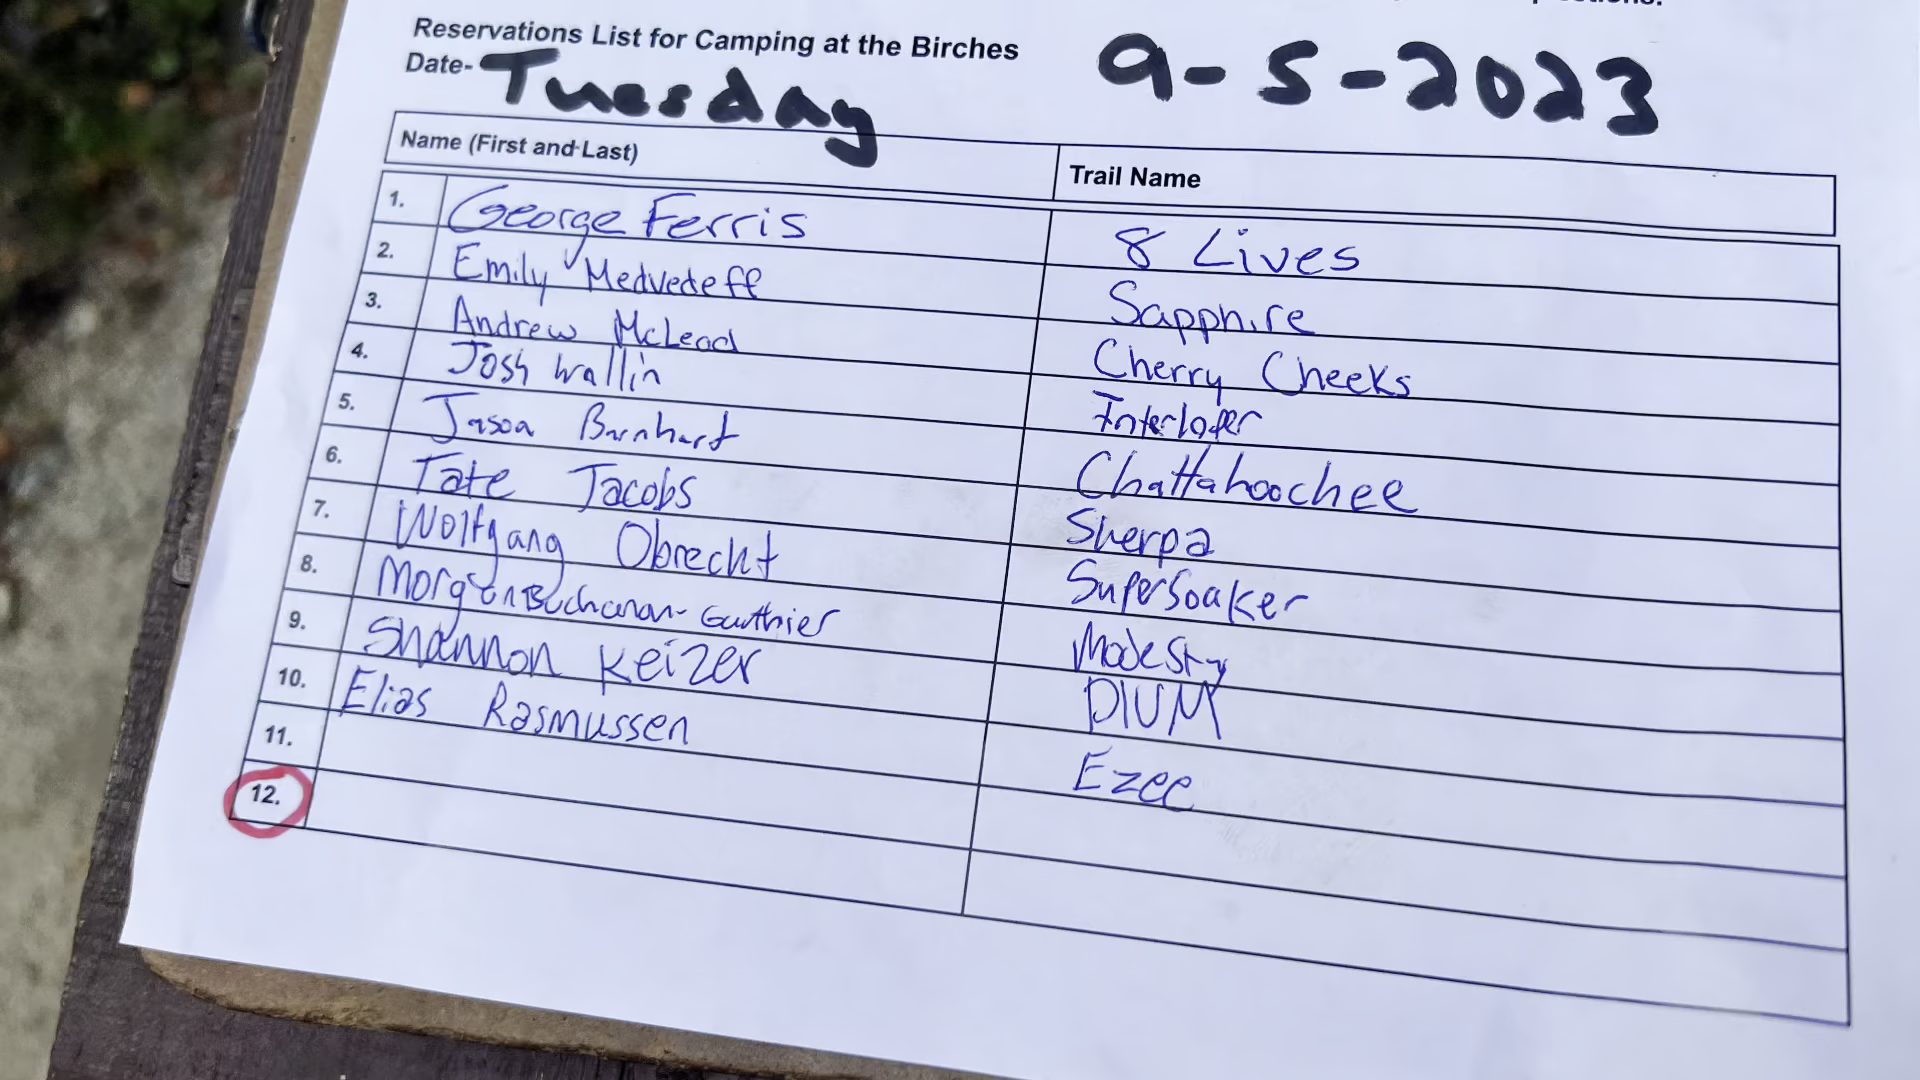 Reservations List for Camping at the Birches
Date- Tuesday 9-5-2023
Name (First and Last) Trail Name
1. George Ferris 8 Lives
2. Emily Medvedeff Sapphire
3. Andrew McLeod Cherry Cheeks
4. Josh Wallin Interloper
5. Jason Barnhart Chattahoochee
6. Tate Jacobs Sherpa
7. Wolfgang Obrecht SuperSoaker
8. Morgan Buchanan-Gauthier Modesty
9. Shannon Keizer DIUM
10. Elias Rasmussen Ezee
11.
12.